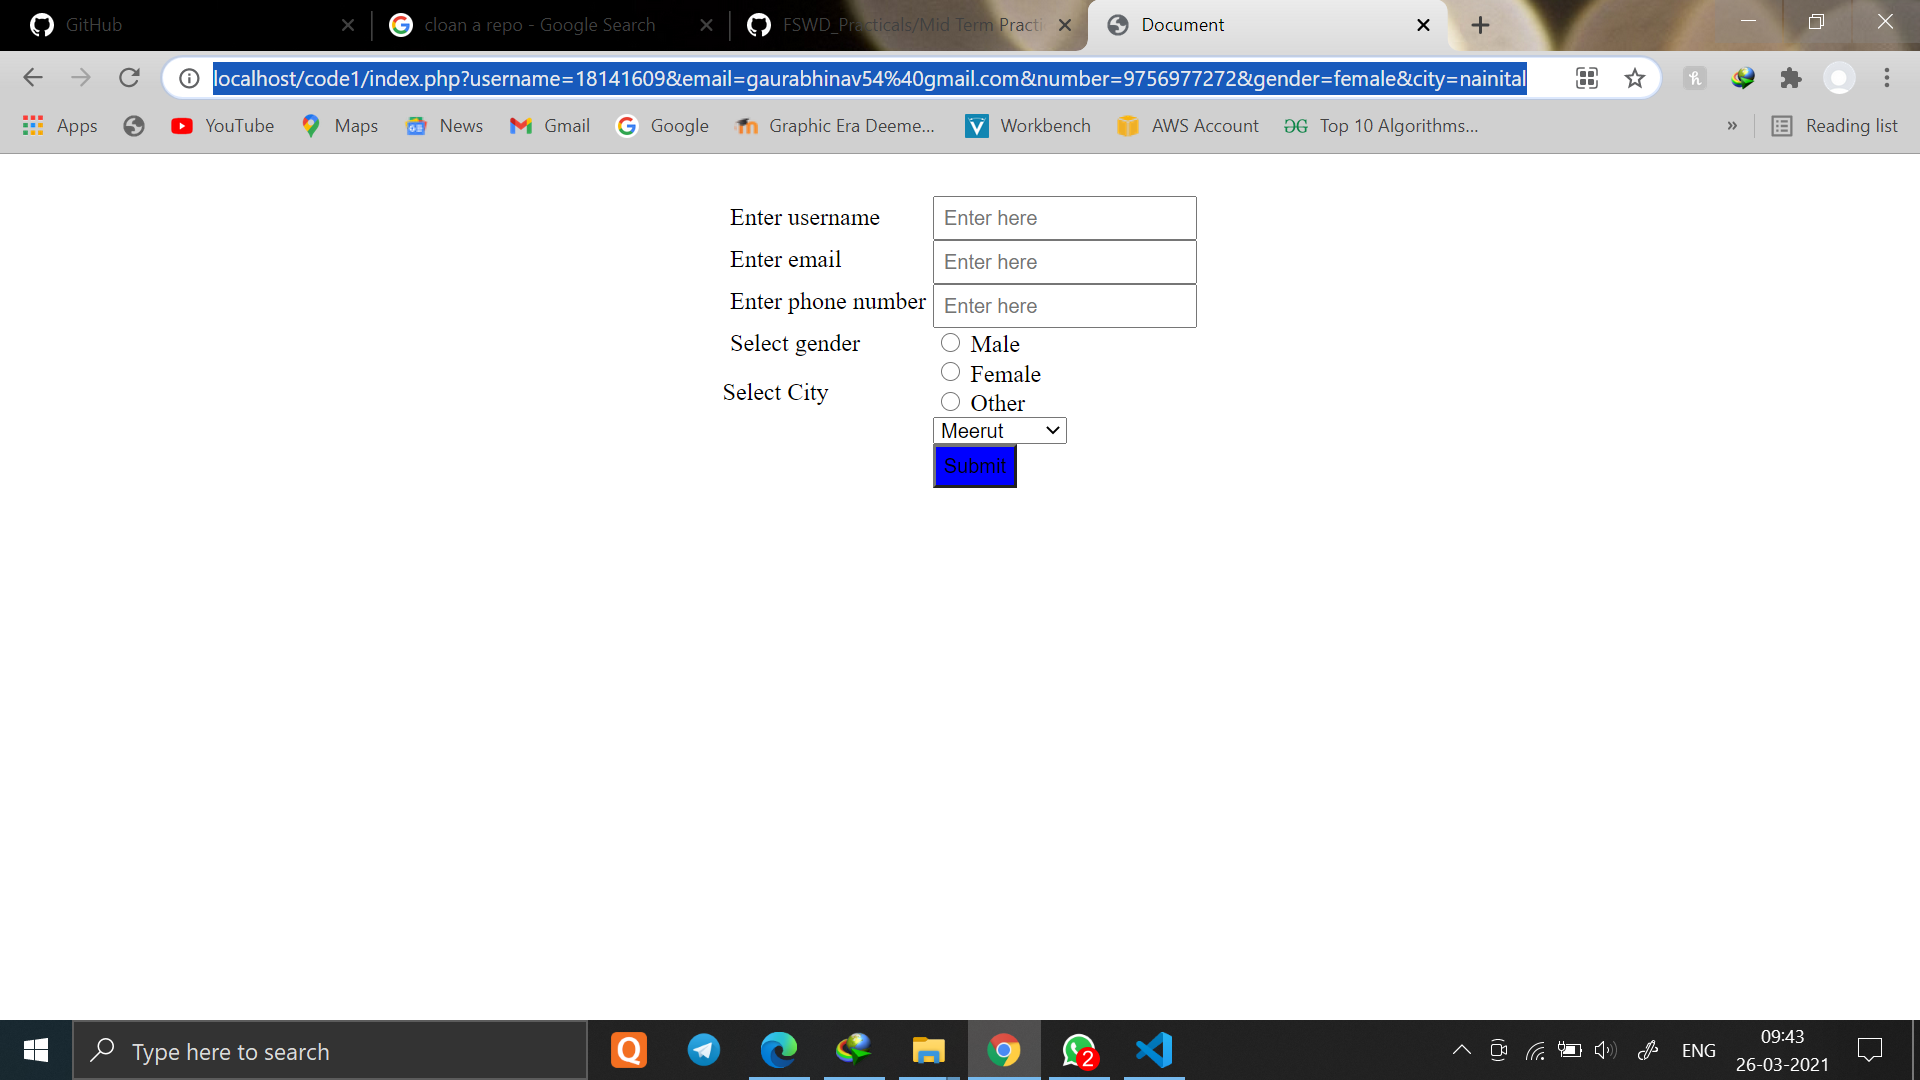 GitHub
cloan a repo - Google Search
FSWD_Practicals/Mid Term Practi
Document
localhost/code1/index.php?username=18141609&email=gaurabhinav54%40gmail.com&number=9756977272&gender=female&city=nainital
Apps
YouTube
Maps
News
Gmail
Google
Graphic Era Deeme...
Workbench
AWS Account
Top 10 Algorithms...
»
Reading list
Enter username
Enter here
Enter email
Enter here
Enter phone number
Enter here
Select gender
Male
Female
Select City
Other
Meerut
Submit
Type here to search
2
ENG
09:43
26-03-2021